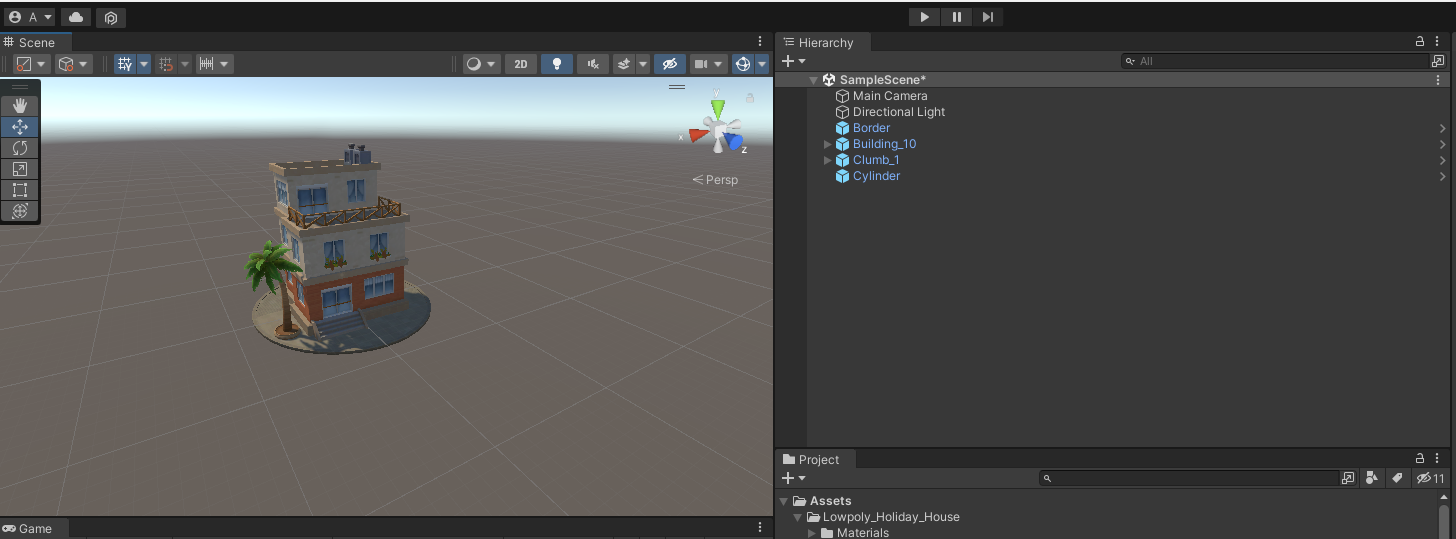 A
Scene
Hierarchy
2D
All
SampleScene*
Main Camera
Directional Light
Border
Building_10
Clumb_1
Cylinder
y
x
z
Persp
Project
11
Assets
Lowpoly_Holiday_House
Materials
Game